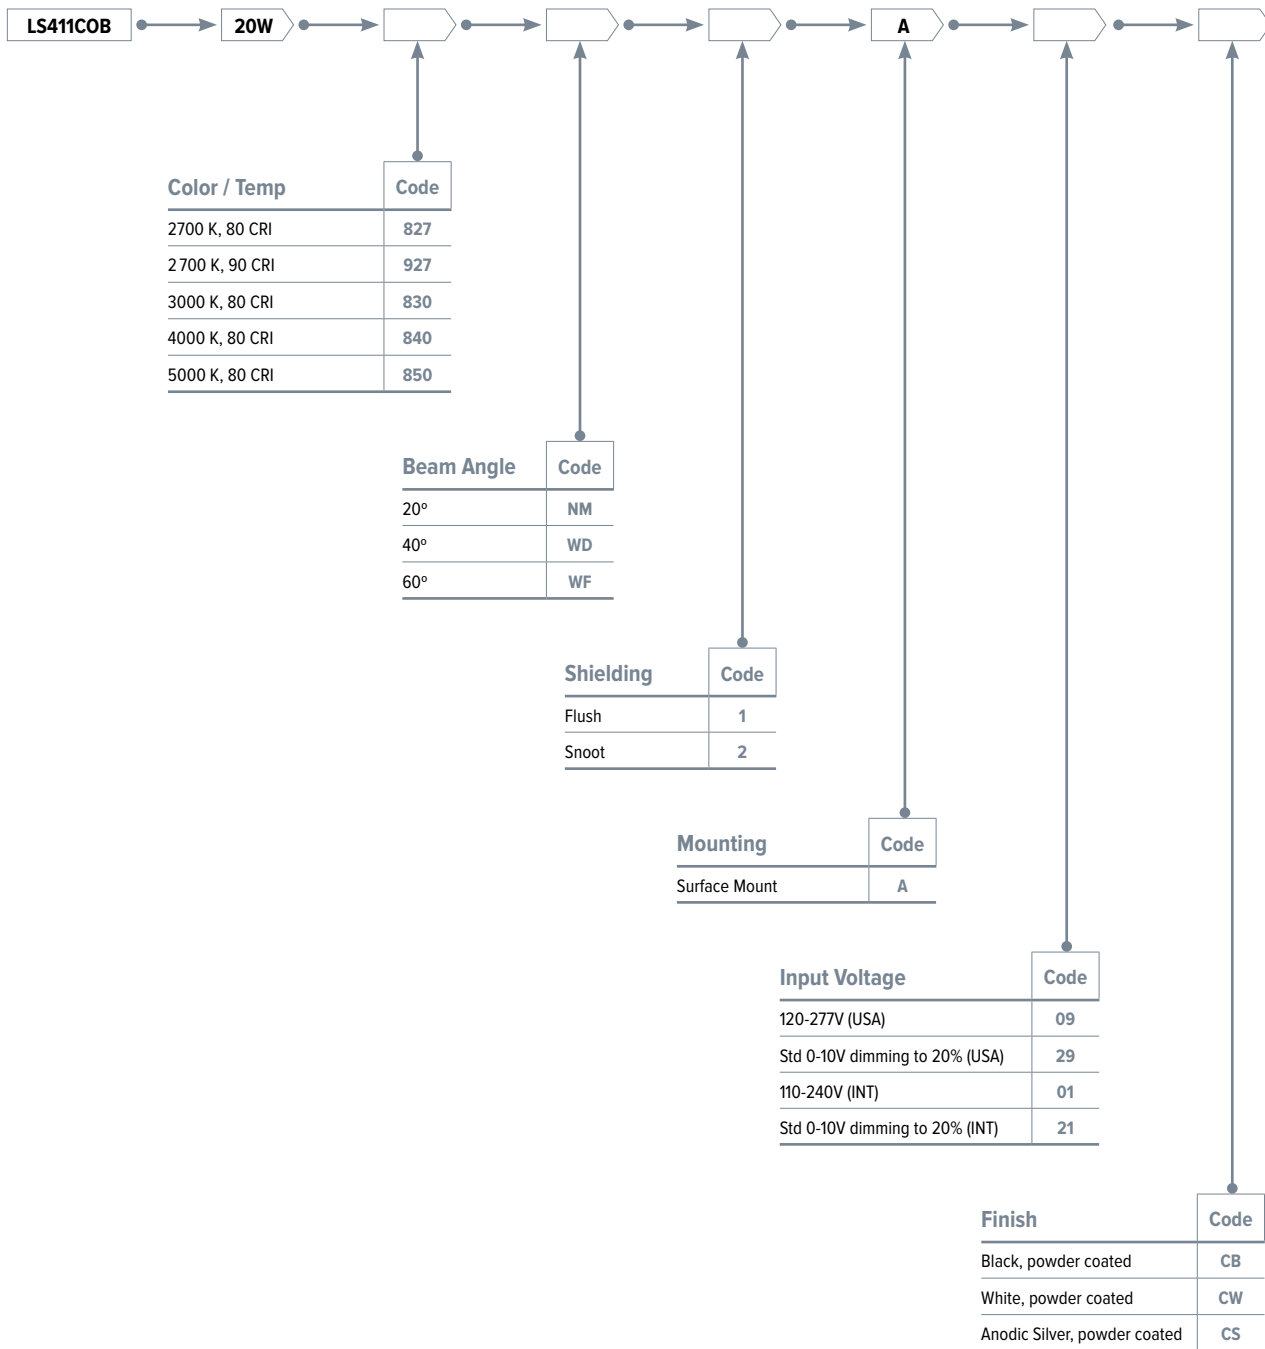 LS411COB 20W A
Color / Temp Code
2700 K, 80 CRI 827
2700 K, 90 CRI 927
3000 K, 80 CRI 830
4000 K, 80 CRI 840
5000 K, 80 CRI 850
Beam Angle Code
20º NM
40º WD
60º WF
Shielding Code
Flush 1
Snoot 2
Mounting Code
Surface Mount A
Input Voltage Code
120-277V (USA) 09
Std 0-10V dimming to 20% (USA) 29
110-240V (INT) 01
Std 0-10V dimming to 20% (INT) 21
Finish Code
Black, powder coated CB
White, powder coated CW
Anodic Silver, powder coated CS